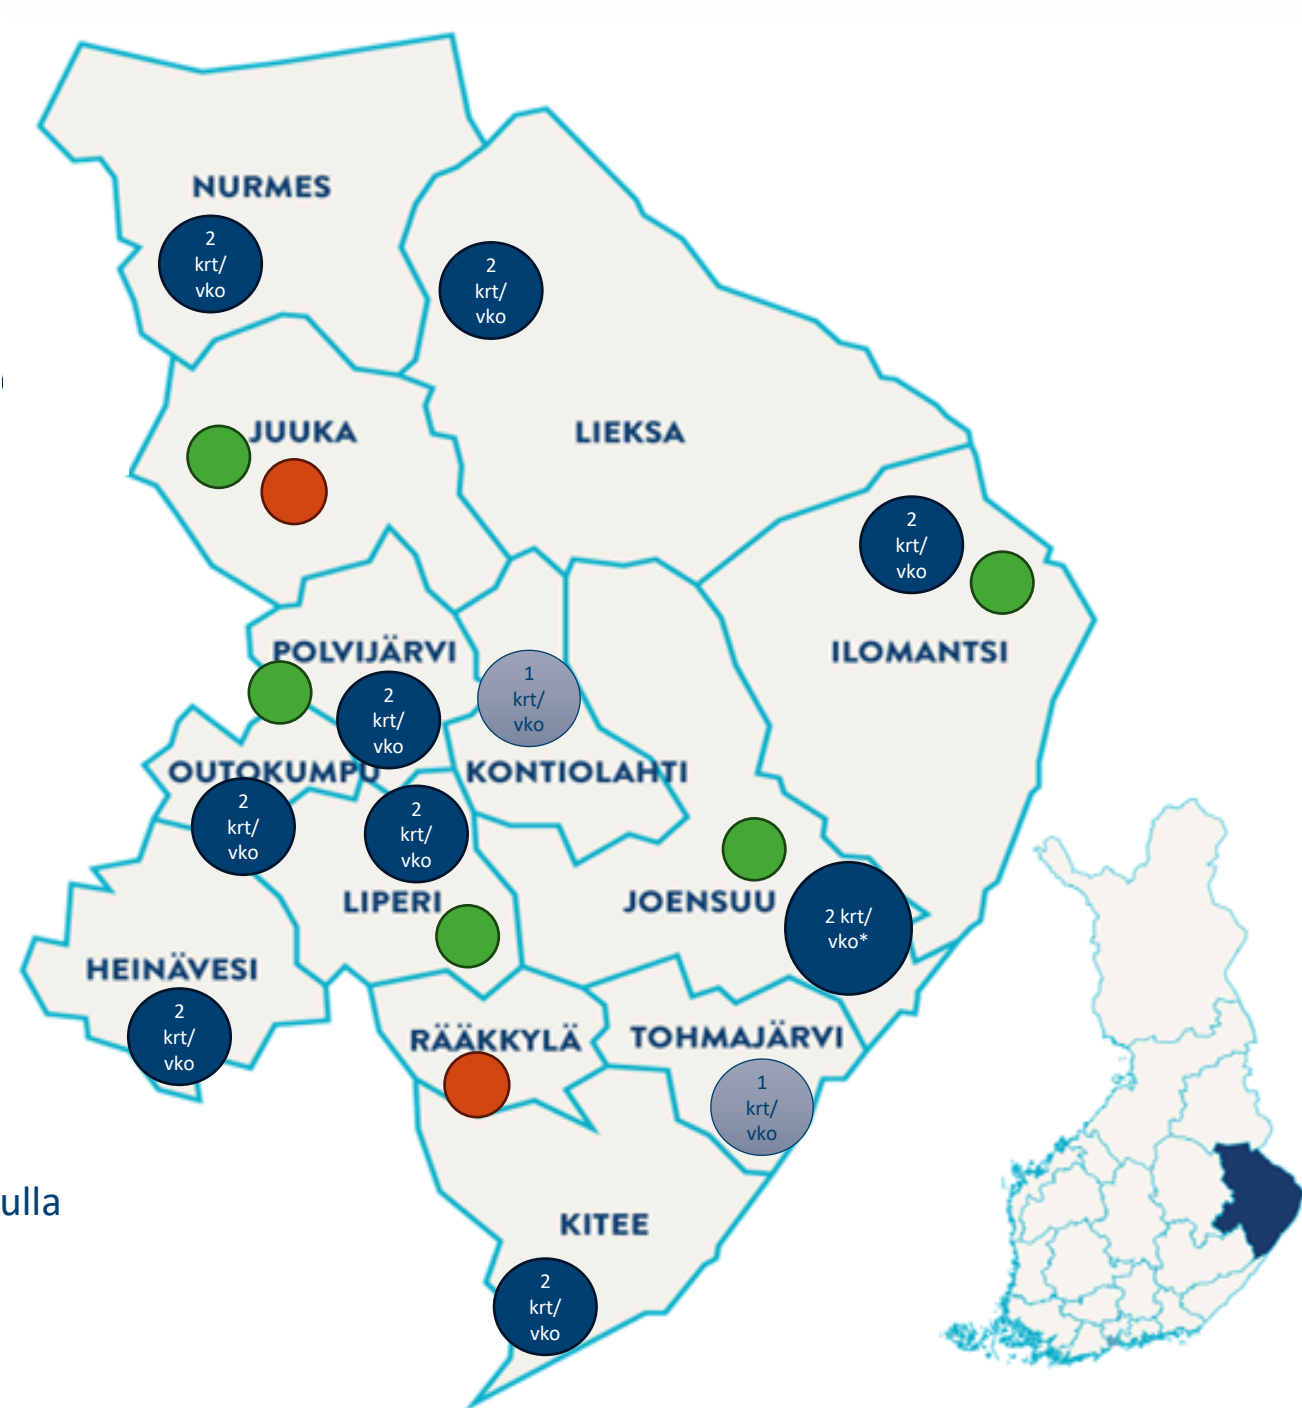 NURMES
2
krt/
vko
2
krt/
vko
JUUKA
LIEKSA
2
krt/
vko
POLVIJÄRVI
ILOMANTSI
1
krt/
vko
2
krt/
vko
OUTOKUMPU
KONTIOLAHTI
2
krt/
vko
2
krt/
vko
LIPERI
JOENSUU
2 krt/
vko*
HEINÄVESI
2
krt/
vko
RÄÄKKYLÄ
TOHMAJÄRVI
1
krt/
vko
ulla
KITEE
2
krt/
vko